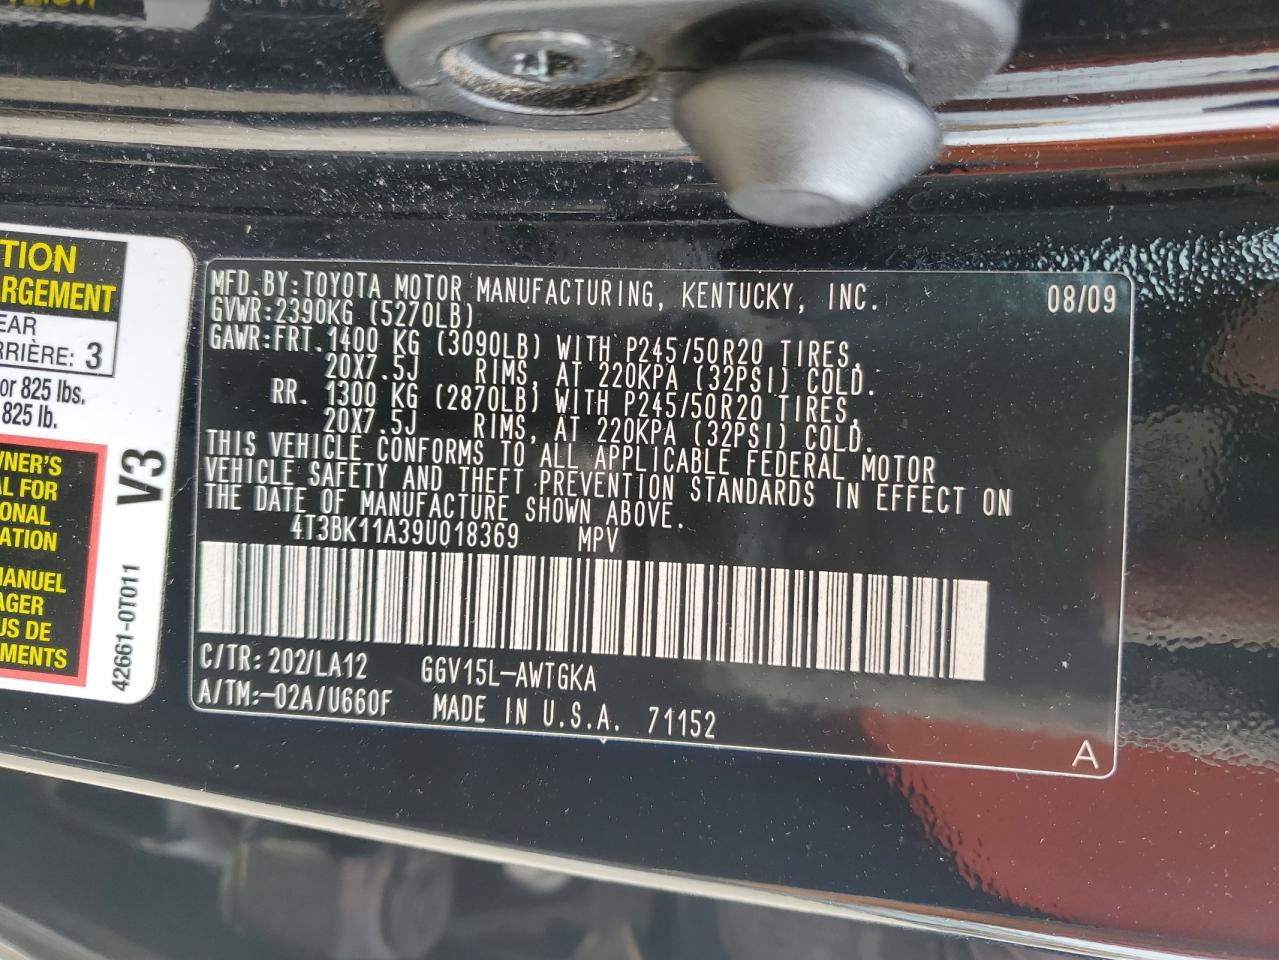 TION
RGEMENT
EAR
RRIÈRE: 3
or 825 lbs.
825 lb.
WNER'S
AL FOR
ONAL
ATION
MANUEL
AGER
US DE
MENTS
V3
42661-0T011
MFD.BY:TOYOTA MOTOR MANUFACTURING, KENTUCKY, INC. 08/09
GVWR:2390KG (5270LB)
GAWR:FRT.1400 KG (3090LB) WITH P245/50R20 TIRES,
20X7.5J RIMS, AT 220KPA (32PSI) COLD.
RR. 1300 KG (2870LB) WITH P245/50R20 TIRES,
20X7.5J RIMS, AT 220KPA (32PSI) COLD.
THIS VEHICLE CONFORMS TO ALL APPLICABLE FEDERAL MOTOR
VEHICLE SAFETY AND THEFT PREVENTION STANDARDS IN EFFECT ON
THE DATE OF MANUFACTURE SHOWN ABOVE.
4T3BK11A39U018369 MPV
C/TR: 202/LA12 GGV15L-AWTGKA
A/TM:-02A/U660F MADE IN U.S.A. 71152
A